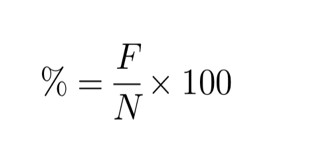 % = F/N × 100